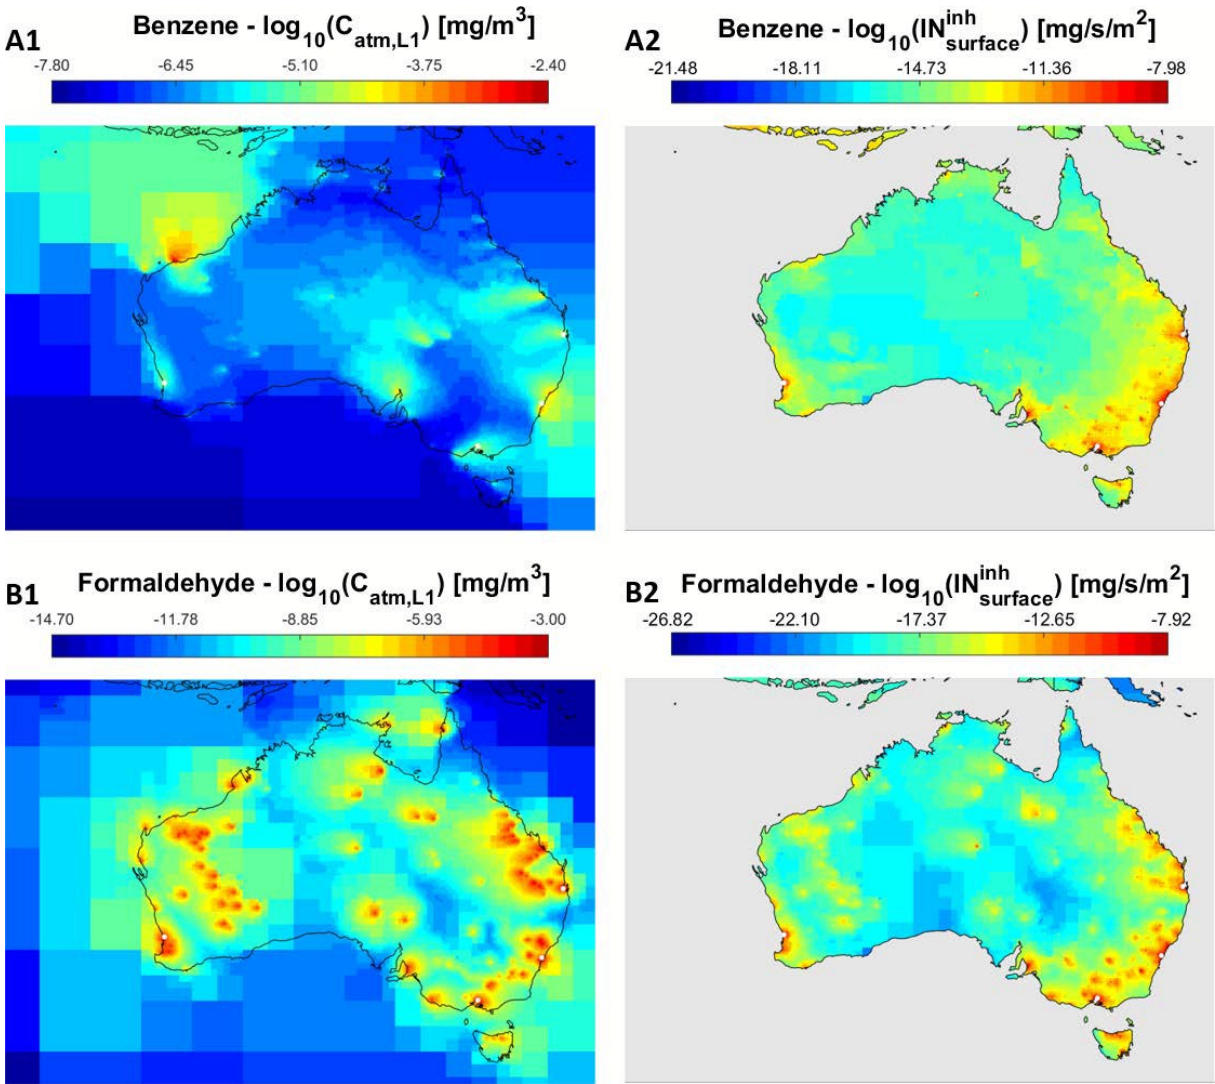 A1 Benzene - log10(Catm,L1) [mg/m3]
-7.80 -6.45 -5.10 -3.75 -2.40
A2 Benzene - log10(INinhsurface) [mg/s/m2]
-21.48 -18.11 -14.73 -11.36 -7.98
B1 Formaldehyde - log10(Catm,L1) [mg/m3]
-14.70 -11.78 -8.85 -5.93 -3.00
B2 Formaldehyde - log10(INinhsurface) [mg/s/m2]
-26.82 -22.10 -17.37 -12.65 -7.92